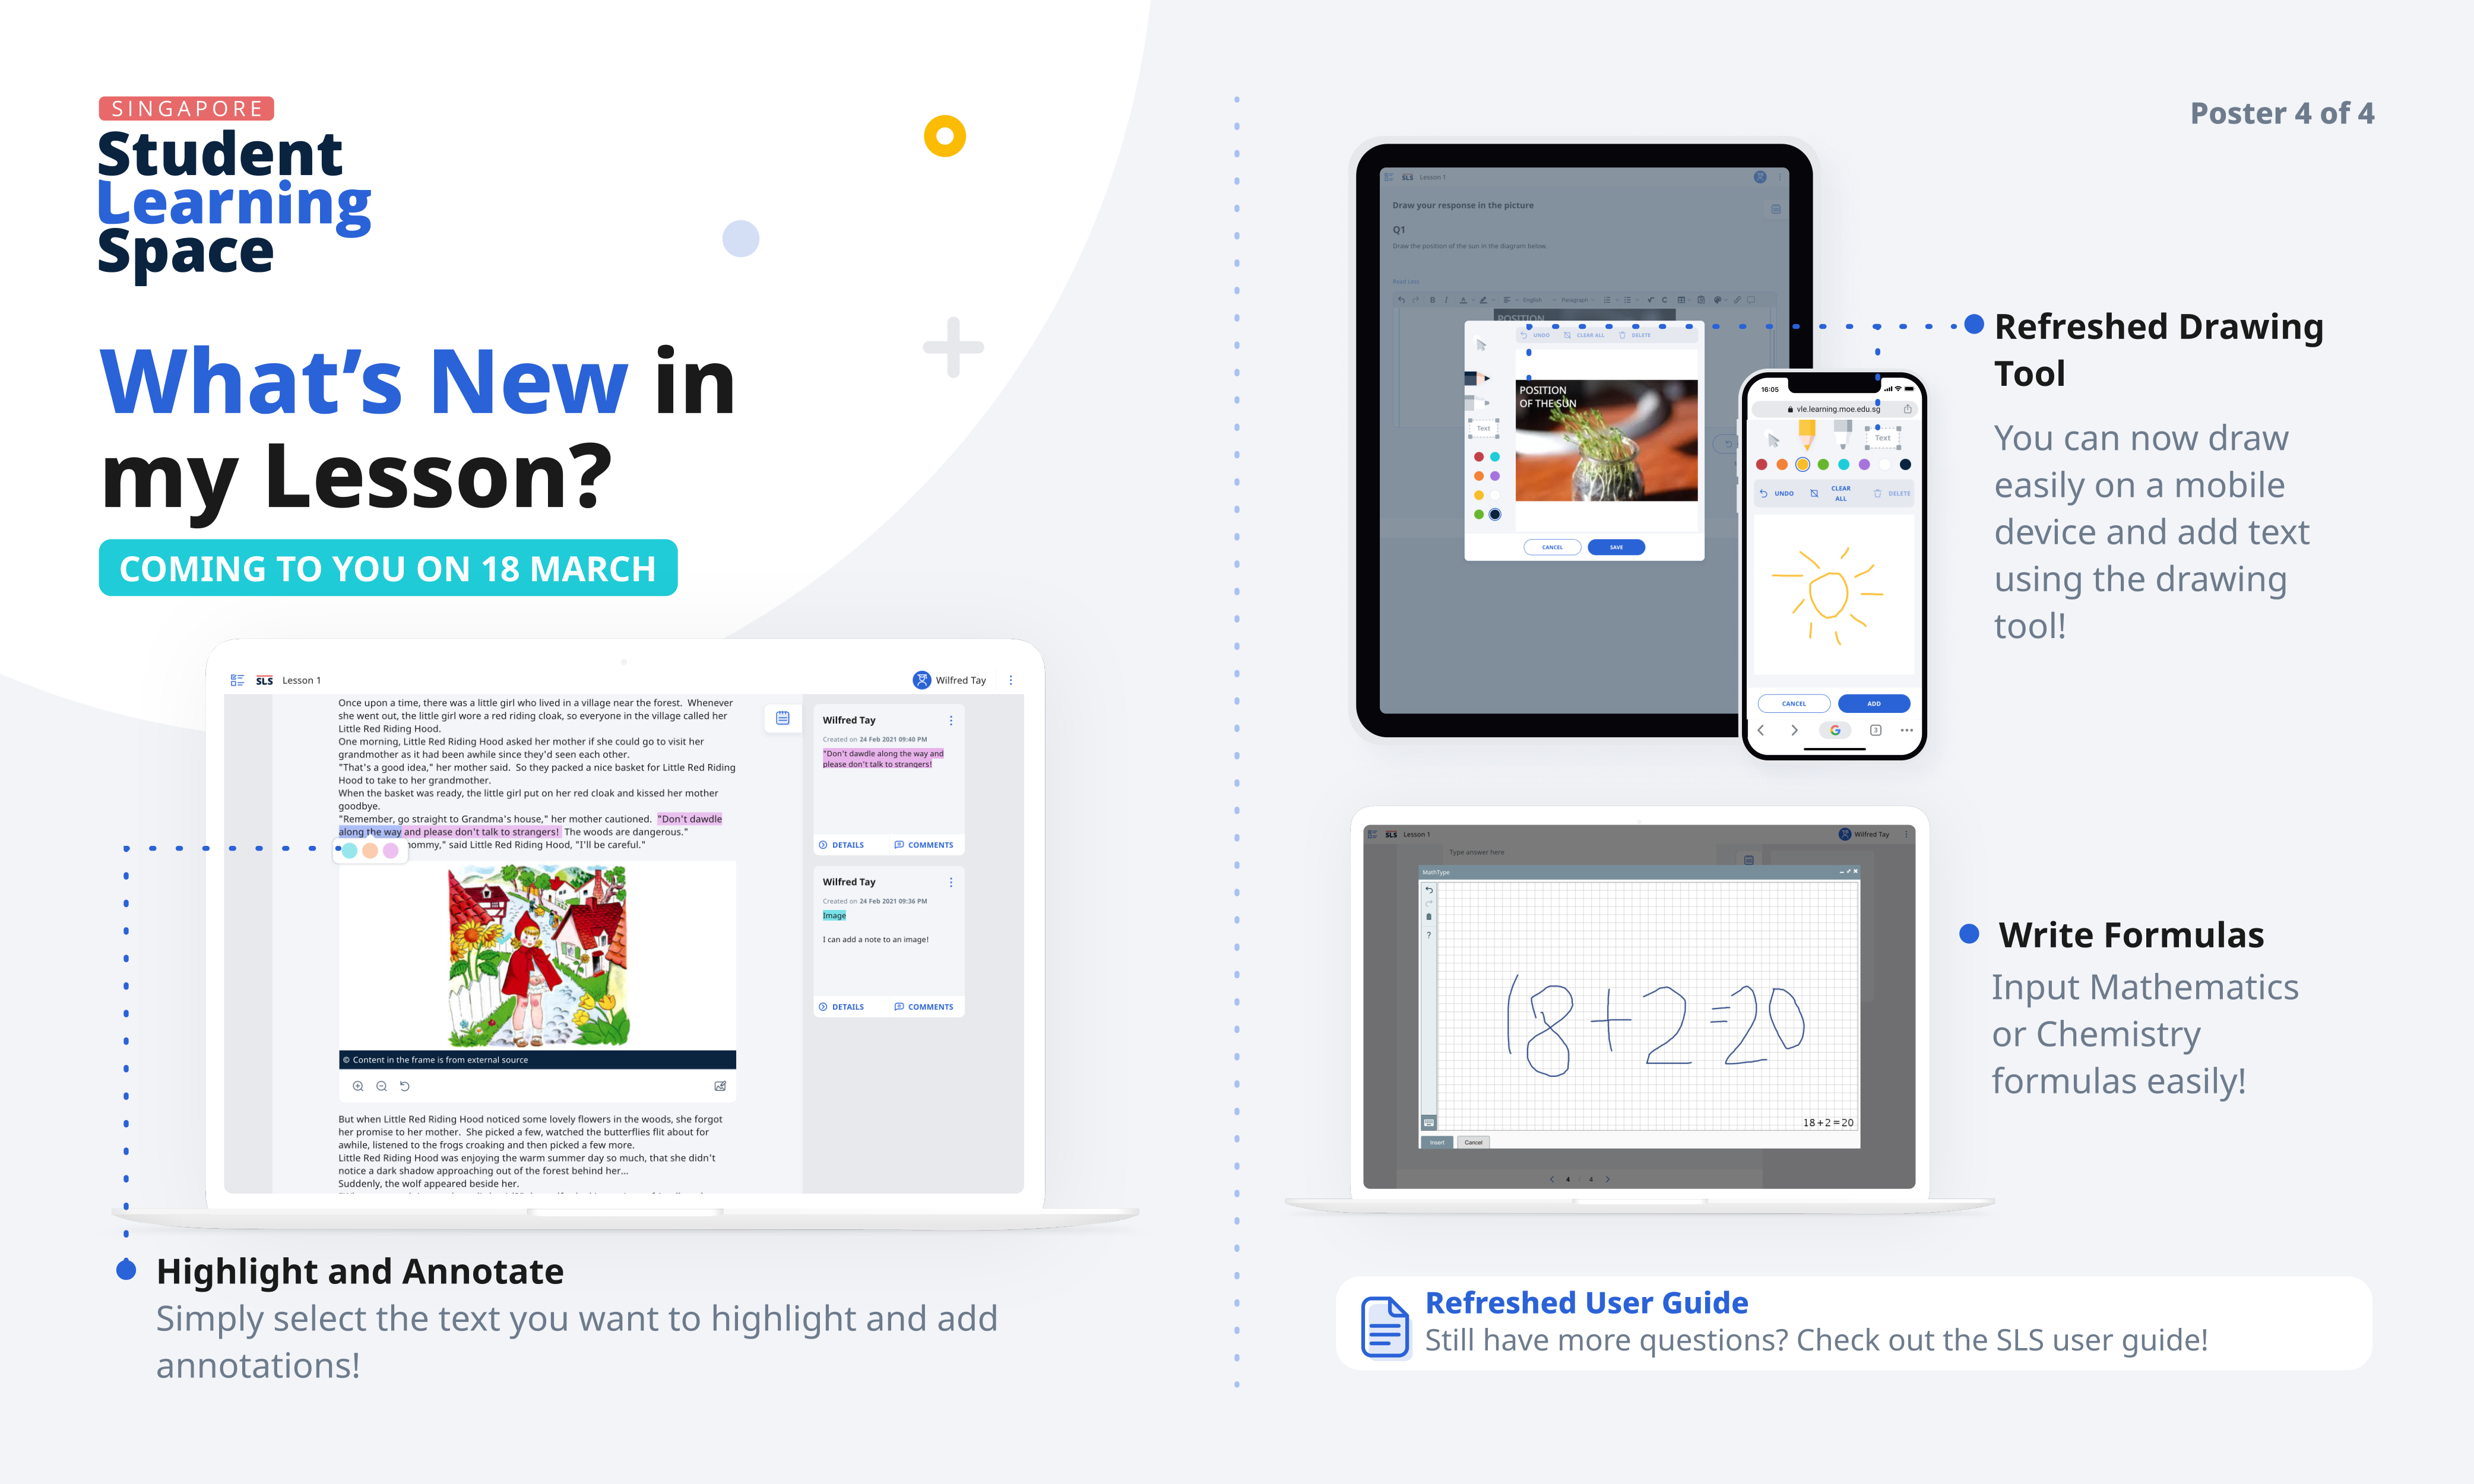 SINGAPORE
Student
Learning
Space
What's New in
my Lesson?
COMING TO YOU ON 18 MARCH
SLS Lesson 1
Wilfred Tay
Once upon a time, there was a little girl who lived in a village near the forest. Whenever
she went out, the little girl wore a red riding cloak, so everyone in the village called her
Little Red Riding Hood.
One morning, Little Red Riding Hood asked her mother if she could go to visit her
grandmother as it had been awhile since they'd seen each other.
"That's a good idea," her mother said. So they packed a nice basket for Little Red Riding
Hood to take to her grandmother.
When the basket was ready, the little girl put on her red cloak and kissed her mother
goodbye.
"Remember, go straight to Grandma's house," her mother cautioned. "Don't dawdle
along the way and please don't talk to strangers! The woods are dangerous."
mommy," said Little Red Riding Hood, "I'll be careful."
© Content in the frame is from external source
But when Little Red Riding Hood noticed some lovely flowers in the woods, she forgot
her promise to her mother. She picked a few, watched the butterflies flit about for
awhile, listened to the frogs croaking and then picked a few more.
Little Red Riding Hood was enjoying the warm summer day so much, that she didn't
notice a dark shadow approaching out of the forest behind her...
Suddenly, the wolf appeared beside her.
Wilfred Tay
Created on 24 Feb 2021 09:40 PM
"Don't dawdle along the way and
please don't talk to strangers!
DETAILS COMMENTS
Wilfred Tay
Created on 24 Feb 2021 09:36 PM
Image
I can add a note to an image!
DETAILS COMMENTS
Highlight and Annotate
Simply select the text you want to highlight and add
annotations!
Poster 4 of 4
SLS Lesson 1
Draw your response in the picture
Q1
Draw the position of the sun in the diagram below.
Read Less
B I A English Paragraph
POSITION
UNDO CLEAR ALL DELETE
POSITION
OF THE SUN
Text
CANCEL SAVE
16:05
vle.learning.moe.edu.sg
Text
UNDO
CLEAR
ALL
DELETE
CANCEL ADD
3
Refreshed Drawing
Tool
You can now draw
easily on a mobile
device and add text
using the drawing
tool!
SLS Lesson 1
Wilfred Tay
Type answer here
MathType
?
18+2=20
18+2=20
Insert Cancel
4 4
Write Formulas
Input Mathematics
or Chemistry
formulas easily!
Refreshed User Guide
Still have more questions? Check out the SLS user guide!